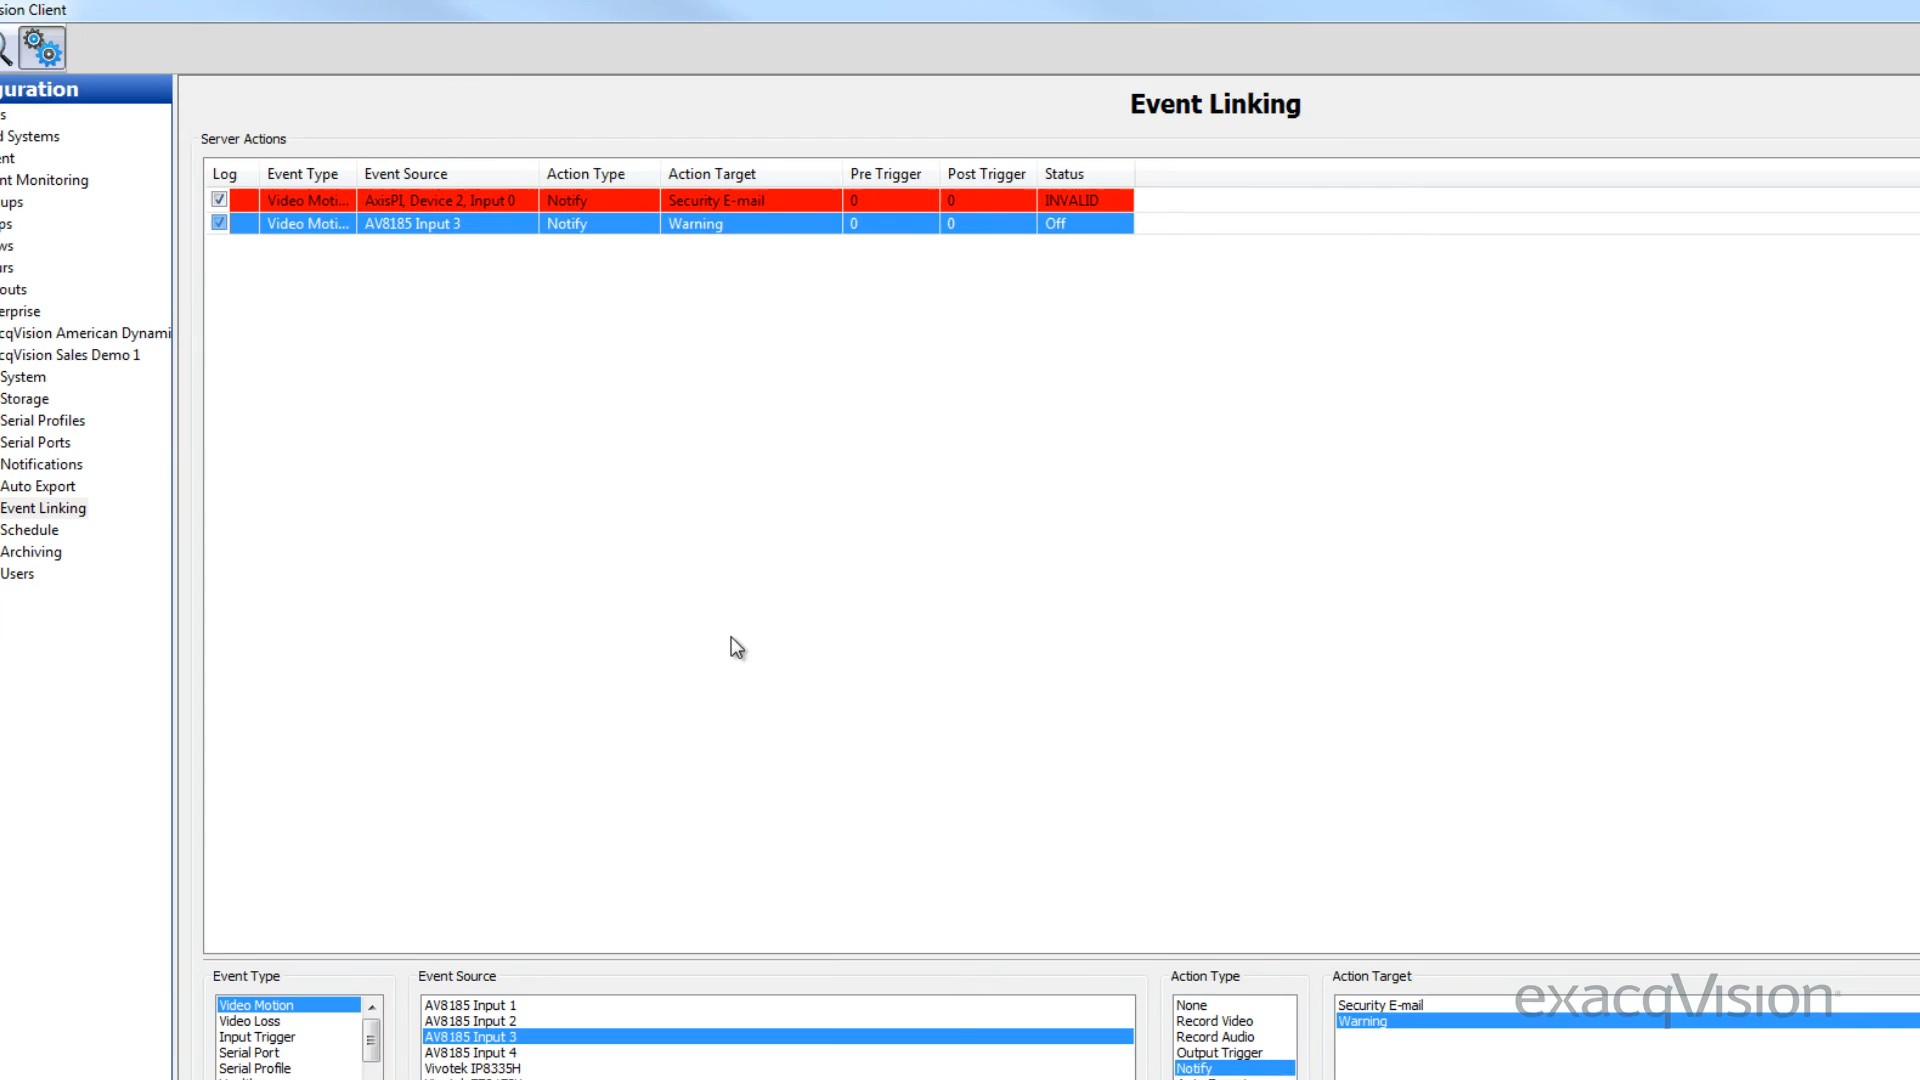 sion Client
uration
s
d Systems
ent
nt Monitoring
ups
ps
ws
urs
outs
erprise
cqVision American Dynami
cqVision Sales Demo 1
System
Storage
Serial Profiles
Serial Ports
Notifications
Auto Export
Event Linking
Schedule
Archiving
Users
Event Linking
Server Actions
Log Event Type Event Source Action Type Action Target Pre Trigger Post Trigger Status
Video Moti... AxisPI, Device 2, Input 0 Notify Security E-mail 0 0 INVALID
Video Moti... AV8185 Input 3 Notify Warning 0 0 Off
Event Type
Video Motion
Video Loss
Input Trigger
Serial Port
Serial Profile
Event Source
AV8185 Input 1
AV8185 Input 2
AV8185 Input 3
AV8185 Input 4
Vivotek IP8335H
Action Type
None
Record Video
Record Audio
Output Trigger
Notify
Action Target
Security E-mail
Warning
exacqVision